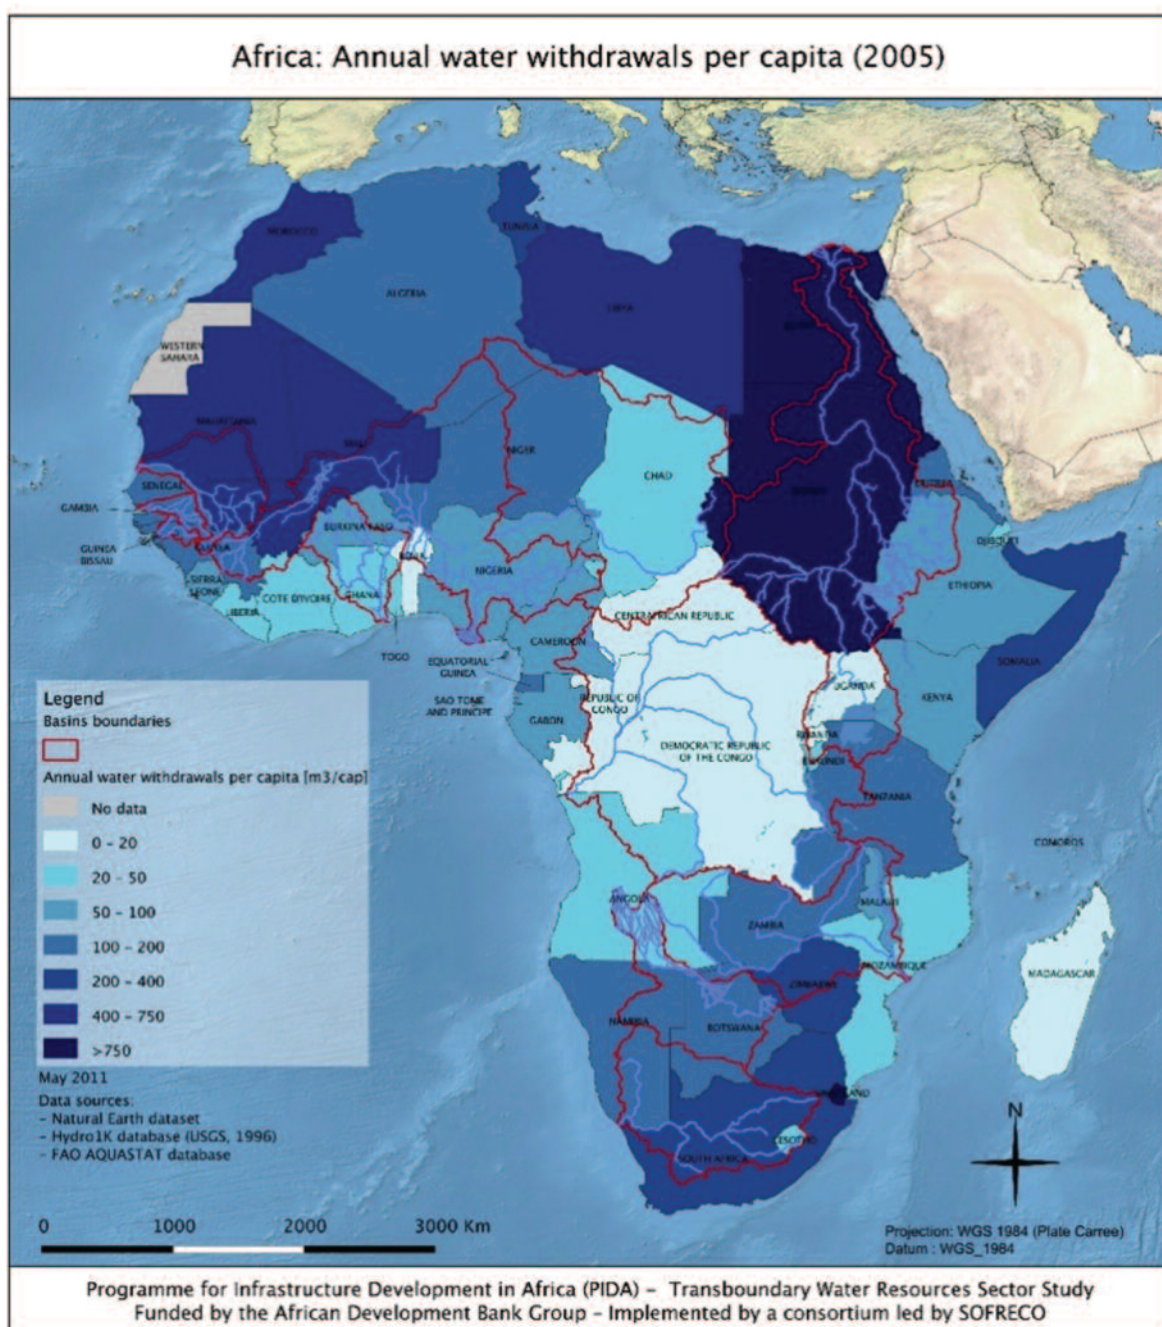 Africa: Annual water withdrawals per capita (2005)
MOROCCO
TUNISIA
ALGERIA
LIBYA
WESTERN
SAHARA
MAURITANIA
MALI
NIGER
CHAD
SENEGAL
GAMBIA
GUINEA
BISSAU
BURKINA FASO
SIERRA
LEONE
LIBERIA
COTE D'IVOIRE
GHANA
TOGO
NIGERIA
ERITREA
DJIBOUTI
ETHIOPIA
CENTRAFRICAN REPUBLIC
CAMEROON
EQUATORIAL
GUINEA
SAO TOME
AND PRINCIPE
GABON
REPUBLIC OF
CONGO
DEMOCRATIC REPUBLIC
OF THE CONGO
UGANDA
KENYA
SOMALIA
RWANDA
BURUNDI
TANZANIA
COMOROS
ANGOLA
ZAMBIA
MALAWI
MOZAMBIQUE
MADAGASCAR
ZIMBABWE
NAMIBIA
BOTSWANA
LESOTHO
SOUTH AFRICA
Legend
Basins boundaries
Annual water withdrawals per capita [m3/cap]
No data
0 - 20
20 - 50
50 - 100
100 - 200
200 - 400
400 - 750
>750
May 2011
Data sources:
- Natural Earth dataset
- Hydro1K database (USGS, 1996)
- FAO AQUASTAT database
0 1000 2000 3000 Km
N
Projection: WGS 1984 (Plate Carree)
Datum : WGS_1984
Programme for Infrastructure Development in Africa (PIDA) – Transboundary Water Resources Sector Study
Funded by the African Development Bank Group – Implemented by a consortium led by SOFRECO